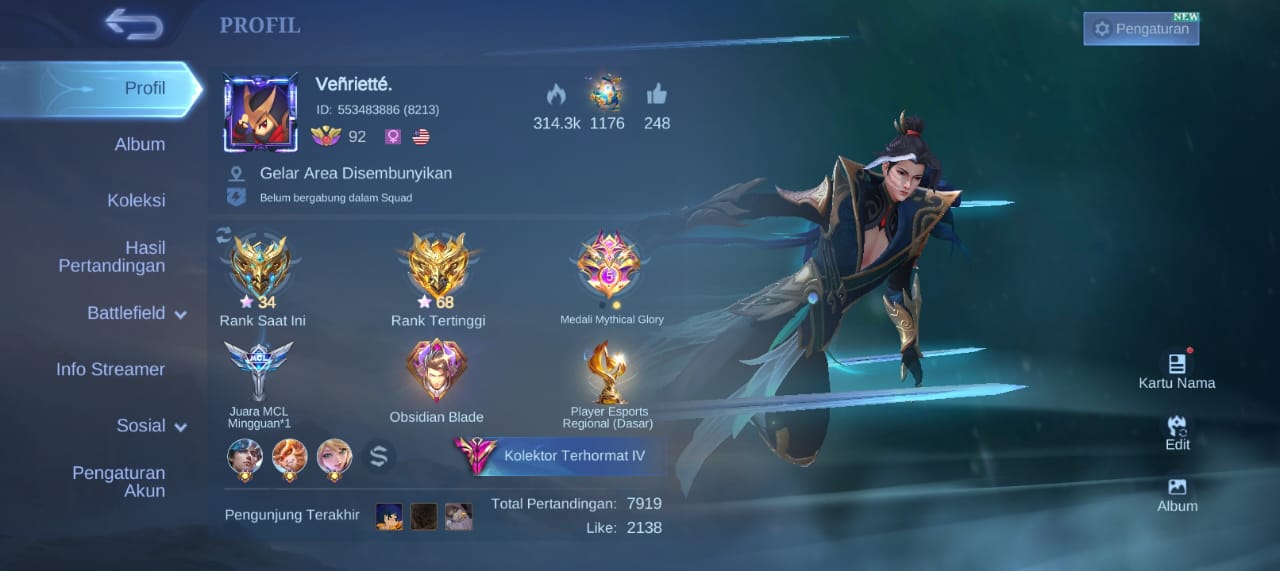 PROFIL
NEW
Pengaturan
Profil
Album
Koleksi
Hasil
Pertandingan
Battlefield
Info Streamer
Sosial
Pengaturan
Akun
Veñrietté.
ID: 553483886 (8213)
92
314.3k
1176
248
Gelar Area Disembunyikan
Belum bergabung dalam Squad
34
Rank Saat Ini
68
Rank Tertinggi
5
Medali Mythical Glory
MCL
Juara MCL
Mingguan*1
Obsidian Blade
Player Esports
Regional (Dasar)
Kolektor Terhormat IV
Pengunjung Terakhir
Total Pertandingan: 7919
Like: 2138
Kartu Nama
Edit
Album